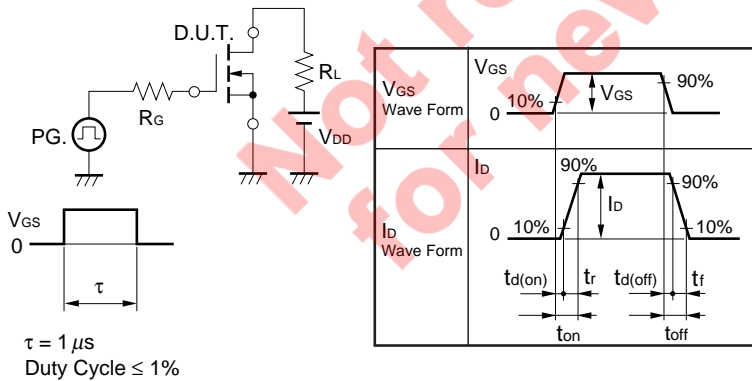 D.U.T.
RL
RG
PG.
VDD
VGS
0
τ
τ = 1 μs
Duty Cycle ≤ 1%
VGS
Wave Form
VGS
10%
0
VGS
90%
ID
Wave Form
ID
90%
90%
ID
0
10%
10%
td(on)
tr
td(off)
tf
ton
toff
Not r
for new